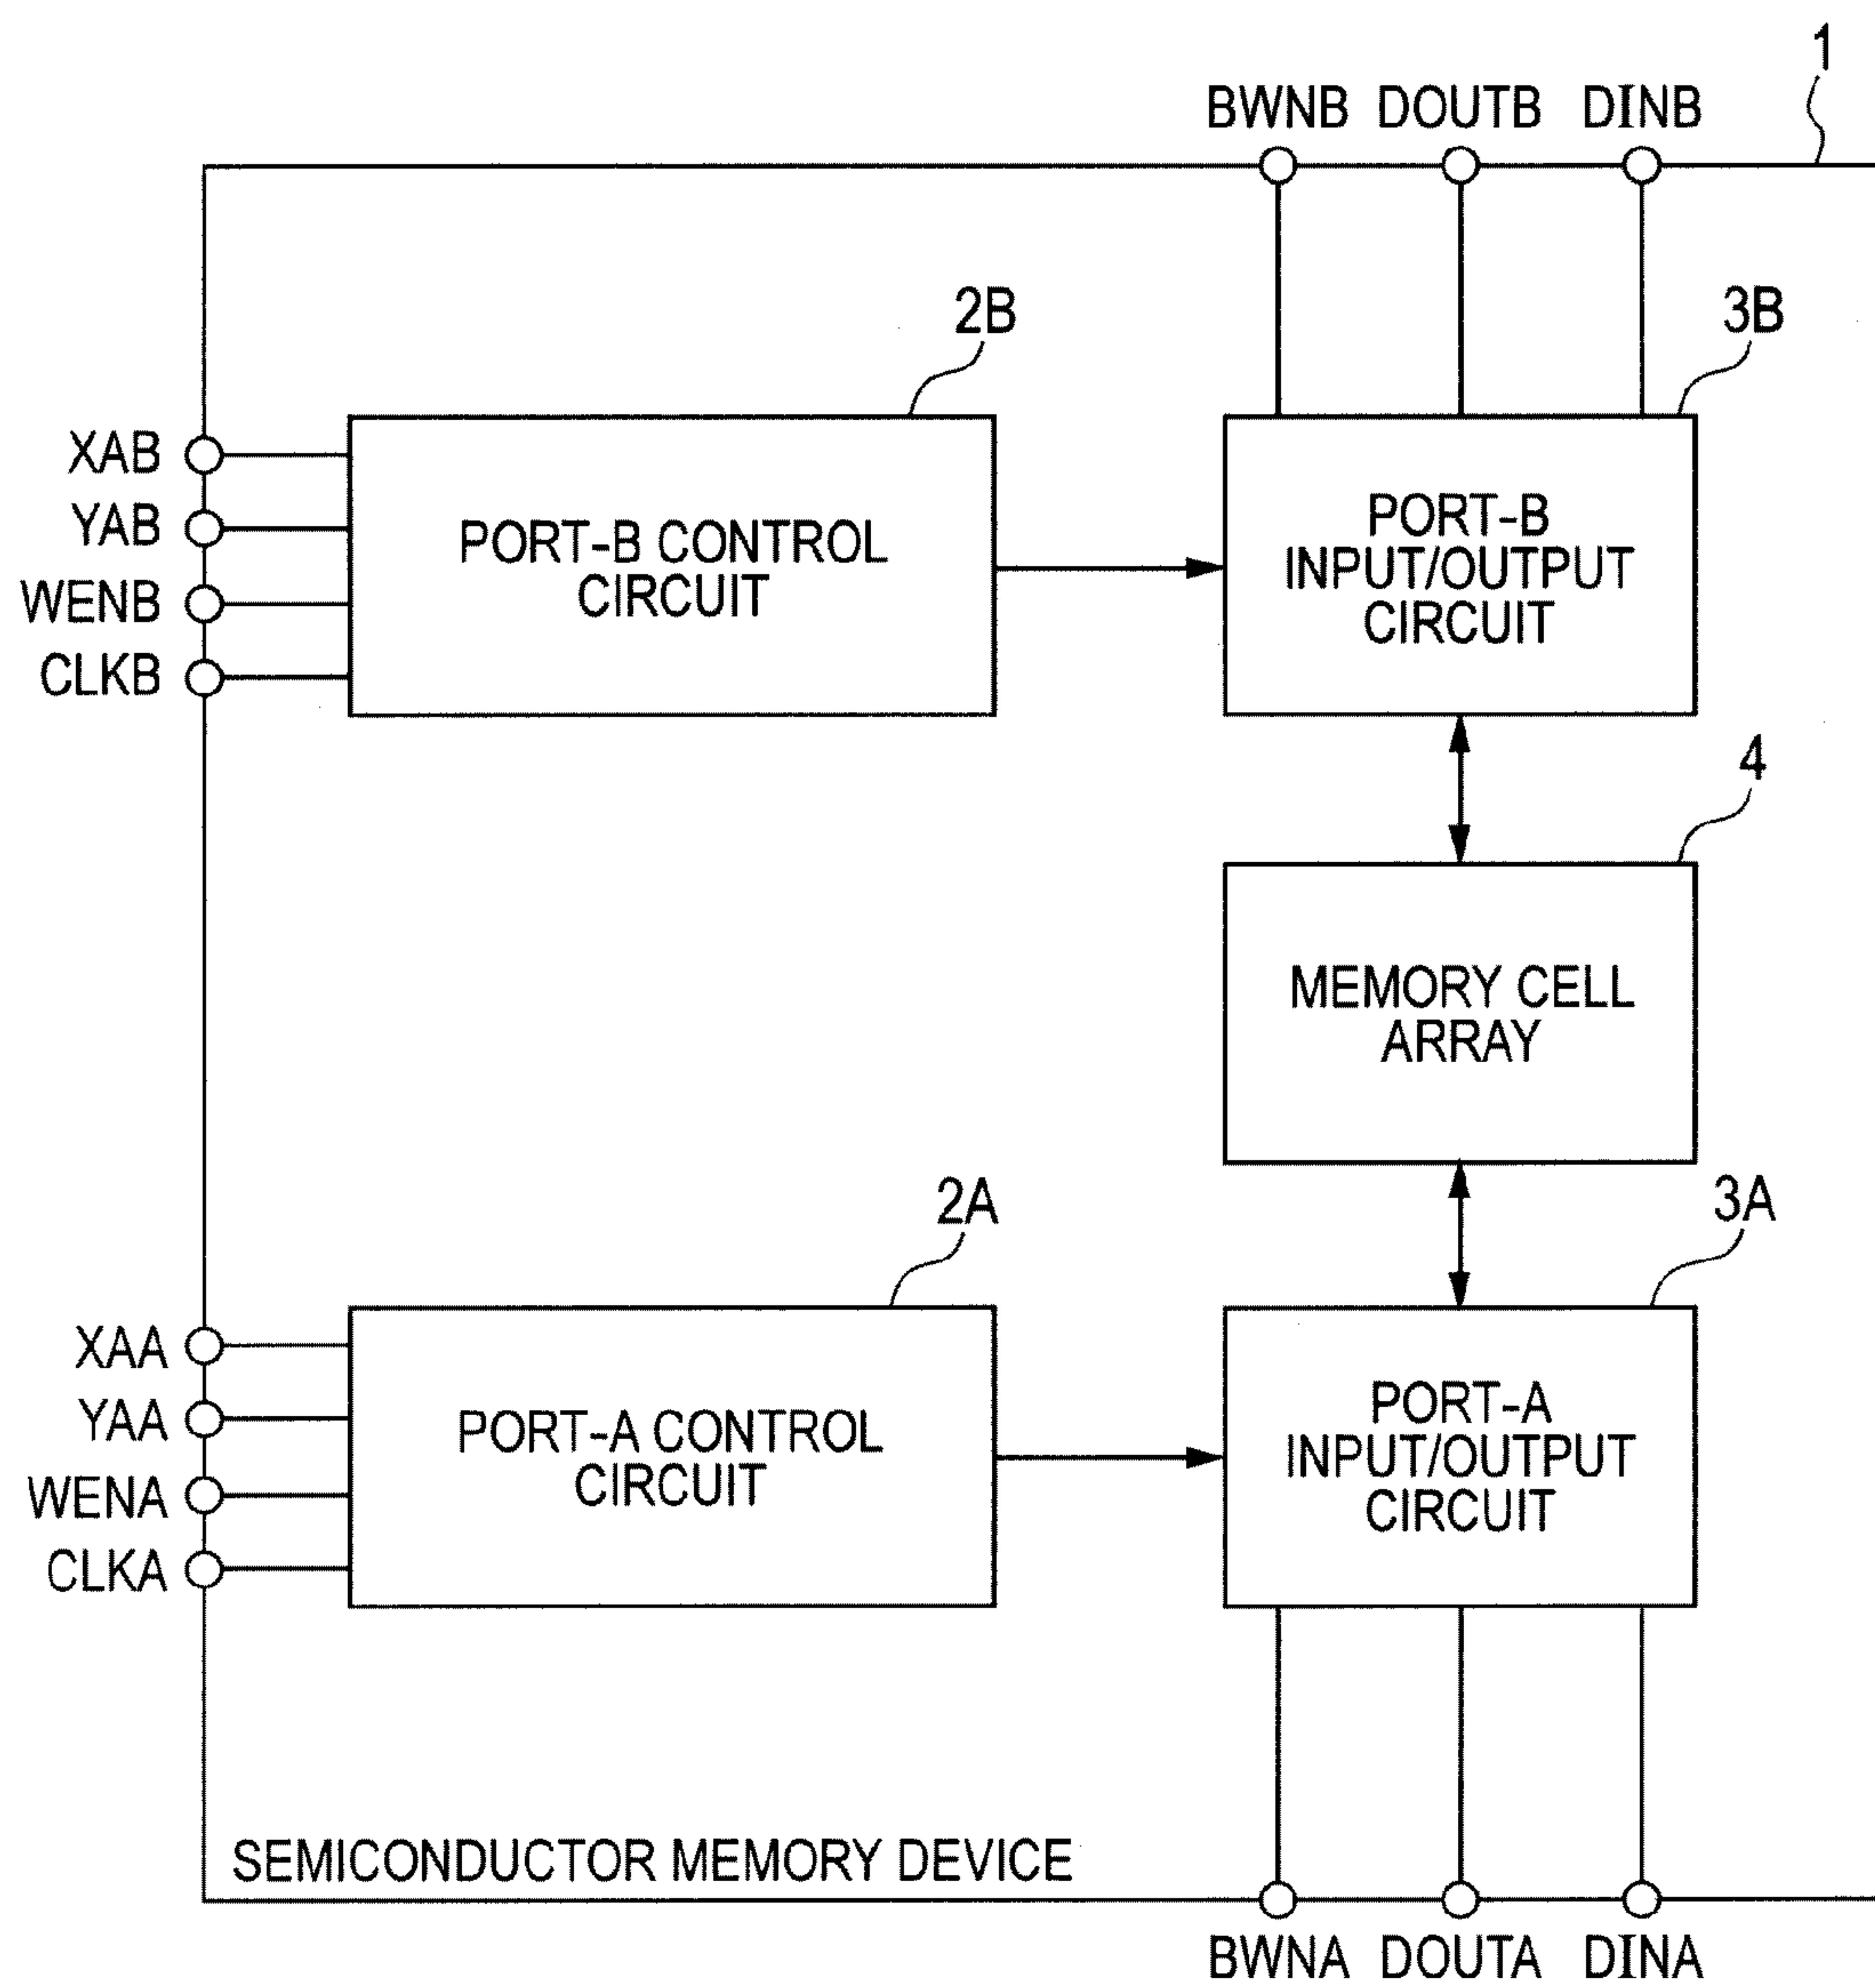 1
BWNB DOUTB DINB
2B
3B
XAB
YAB
WENB
CLKB
PORT-B CONTROL
CIRCUIT
PORT-B
INPUT/OUTPUT
CIRCUIT
4
MEMORY CELL
ARRAY
2A
3A
XAA
YAA
WENA
CLKA
PORT-A CONTROL
CIRCUIT
PORT-A
INPUT/OUTPUT
CIRCUIT
SEMICONDUCTOR MEMORY DEVICE
BWNA DOUTA DINA